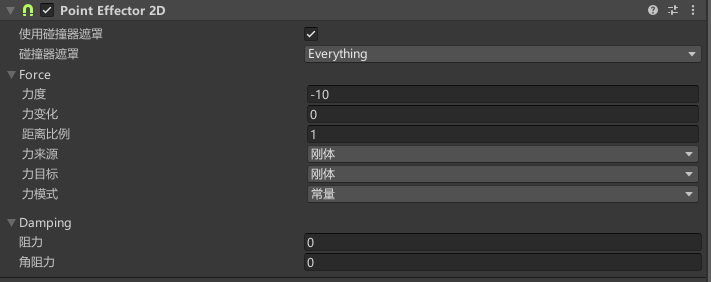 Point Effector 2D
使用碰撞器遮罩
碰撞器遮罩 Everything
Force
力度 -10
力变化 0
距离比例 1
力来源 刚体
力目标 刚体
力模式 常量
Damping
阻力 0
角阻力 0